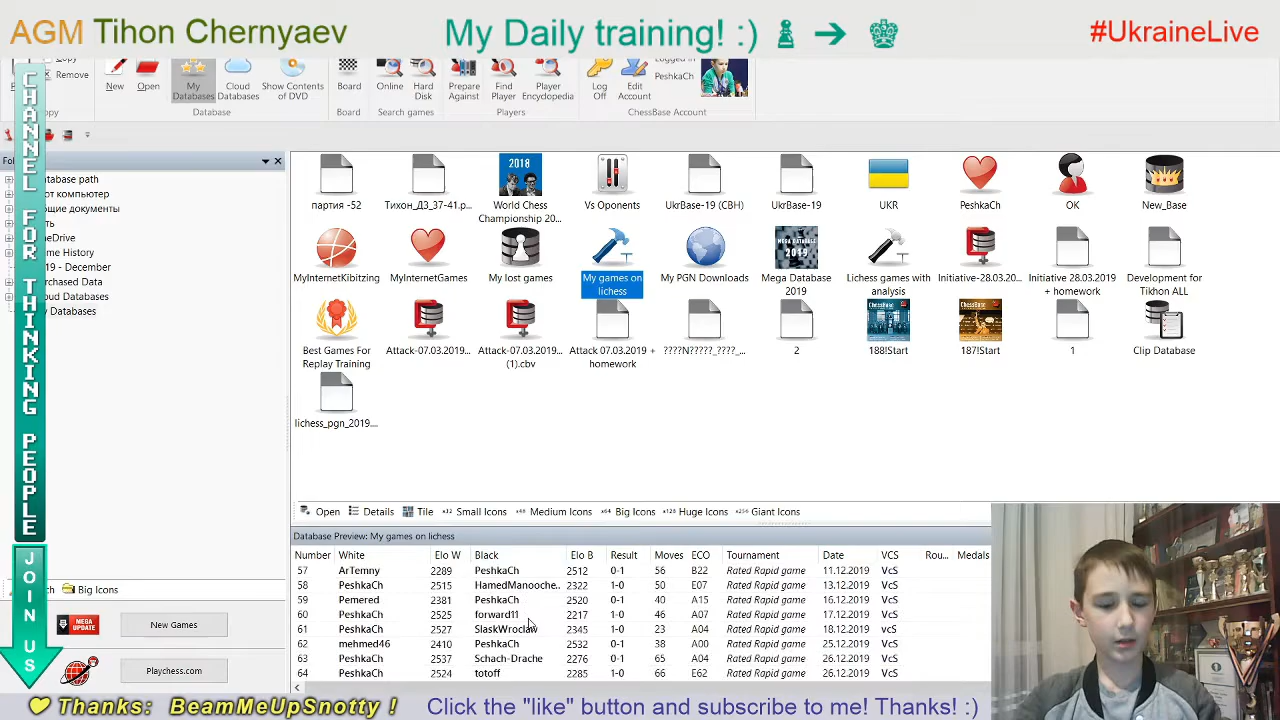 AGM Tihon Chernyaev
My Daily training! :)
#UkraineLive
Remove
New
Open
My Databases
Cloud Databases
Show Contents of DVD
Database
Board
Board
Online
Hard Disk
Search games
Prepare Against
Find Player
Player Encyclopedia
Players
Log Off
Edit Account
PeshkaCh
ChessBase Account
CHANNEL FOR THINKING PEOPLE
JOIN US
партия -52
Тихон_ДЗ_37-41.p...
World Chess Championship 20...
2018
Vs Oponents
UkrBase-19 (CBH)
UkrBase-19
UKR
PeshkaCh
OK
New_Base
MyInternetKibitzing
MyInternetGames
My lost games
My games on lichess
My PGN Downloads
MEGA DATABASE 2019
Mega Database 2019
Lichess games with analysis
Initiative-28.03.20...
Initiative 28.03.2019 + homework
Development for Tikhon ALL
Best Games For Replay Training
Attack-07.03.2019...
Attack-07.03.2019... (1).cbv
Attack 07.03.2019 + homework
????N?????_????_...
2
ChessBase
188!Start
ChessBase
187!Start
1
Clip Database
lichess_pgn_2019...
Open
Details
Tile
Small Icons
Medium Icons
Big Icons
Huge Icons
Giant Icons
Big Icons
MEGA UPDATE
New Games
Playchess.com
Database Preview: My games on lichess
Number White Elo W Black Elo B Result Moves ECO Tournament Date VCS Rou... Medals
57 ArTemny 2289 PeshkaCh 2512 0-1 56 B22 Rated Rapid game 11.12.2019 VcS
58 PeshkaCh 2515 HamedManooche.. 2322 1-0 50 E07 Rated Rapid game 13.12.2019 VcS
59 Pemered 2381 PeshkaCh 2520 0-1 40 A15 Rated Rapid game 16.12.2019 VcS
60 PeshkaCh 2525 forward11 2217 1-0 46 A07 Rated Rapid game 17.12.2019 VcS
61 PeshkaCh 2527 SlaskWroclaw 2345 1-0 23 A04 Rated Rapid game 18.12.2019 vcS
62 mehmed46 2410 PeshkaCh 2532 0-1 38 A00 Rated Rapid game 25.12.2019 VcS
63 PeshkaCh 2537 Schach-Drache 2276 1-0 65 A04 Rated Rapid game 26.12.2019 VcS
64 PeshkaCh 2524 totoff 2285 1-0 66 E62 Rated Rapid game 26.12.2019 VcS
Thanks: BeamMeUpSnotty !
Click the "like" button and subscribe to me! Thanks! :)